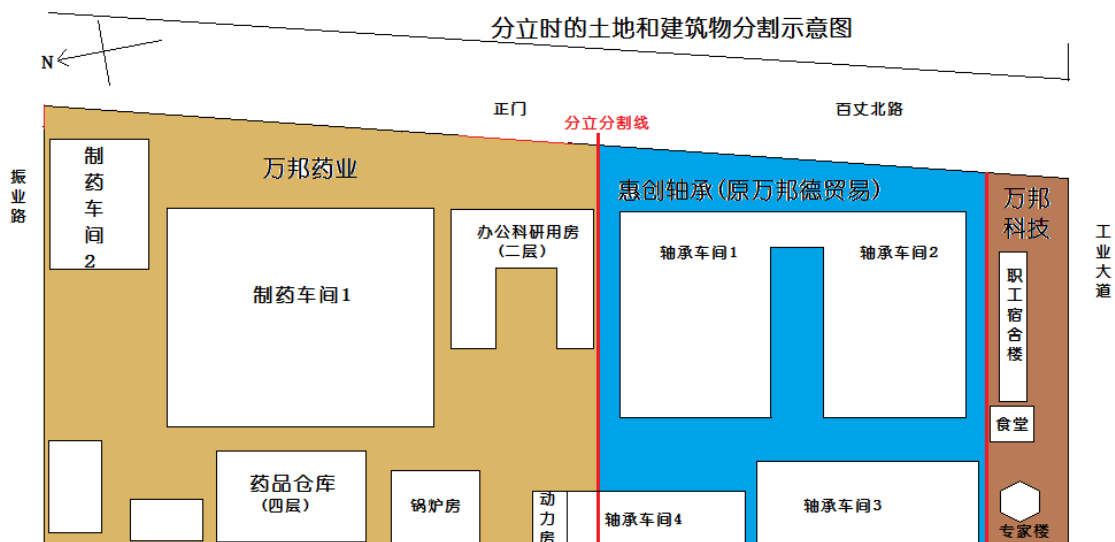 分立时的土地和建筑物分割示意图
N
正门
百丈北路
分立分割线
振业路
制药车间2
万邦药业
惠创轴承(原万邦德贸易)
万邦
科技
工业大道
办公科研用房
(二层)
轴承车间1
轴承车间2
制药车间1
职工宿舍楼
食堂
药品仓库
(四层)
锅炉房
动力房
轴承车间4
轴承车间3
专家楼